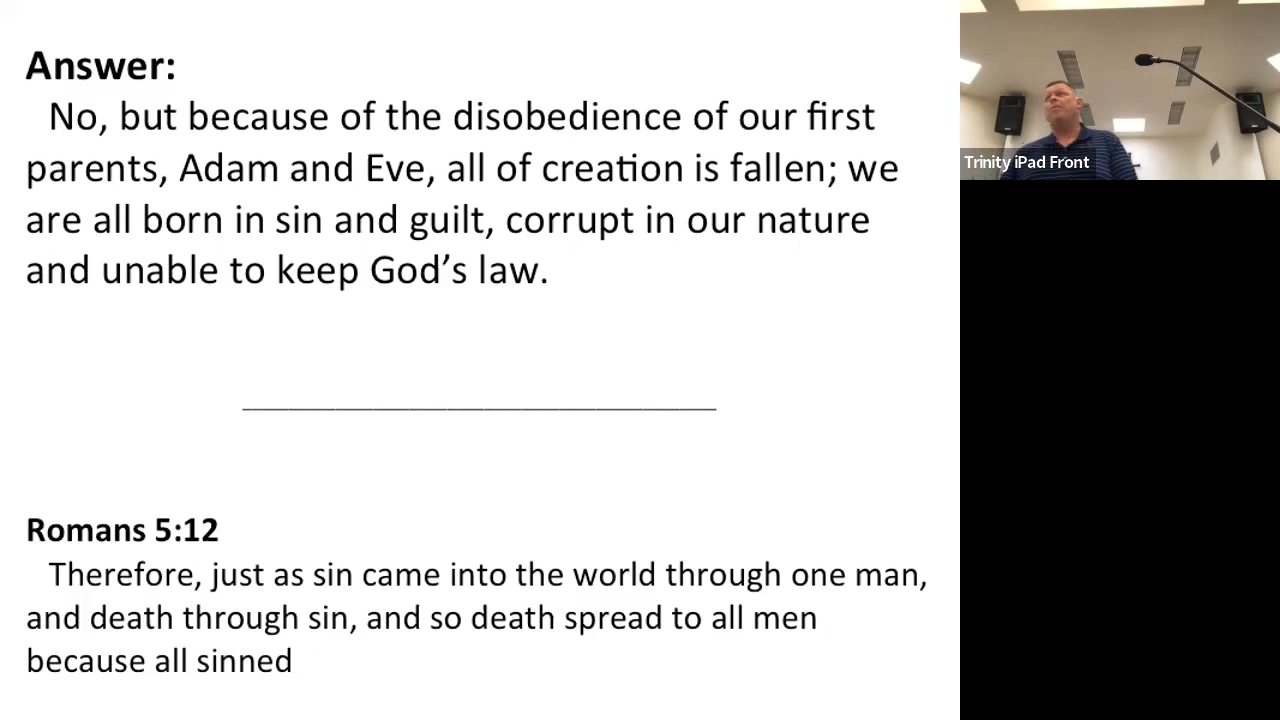 Answer:
No, but because of the disobedience of our first
parents, Adam and Eve, all of creation is fallen; we
are all born in sin and guilt, corrupt in our nature
and unable to keep God’s law.
Romans 5:12
Therefore, just as sin came into the world through one man,
and death through sin, and so death spread to all men
because all sinned
Trinity iPad Front